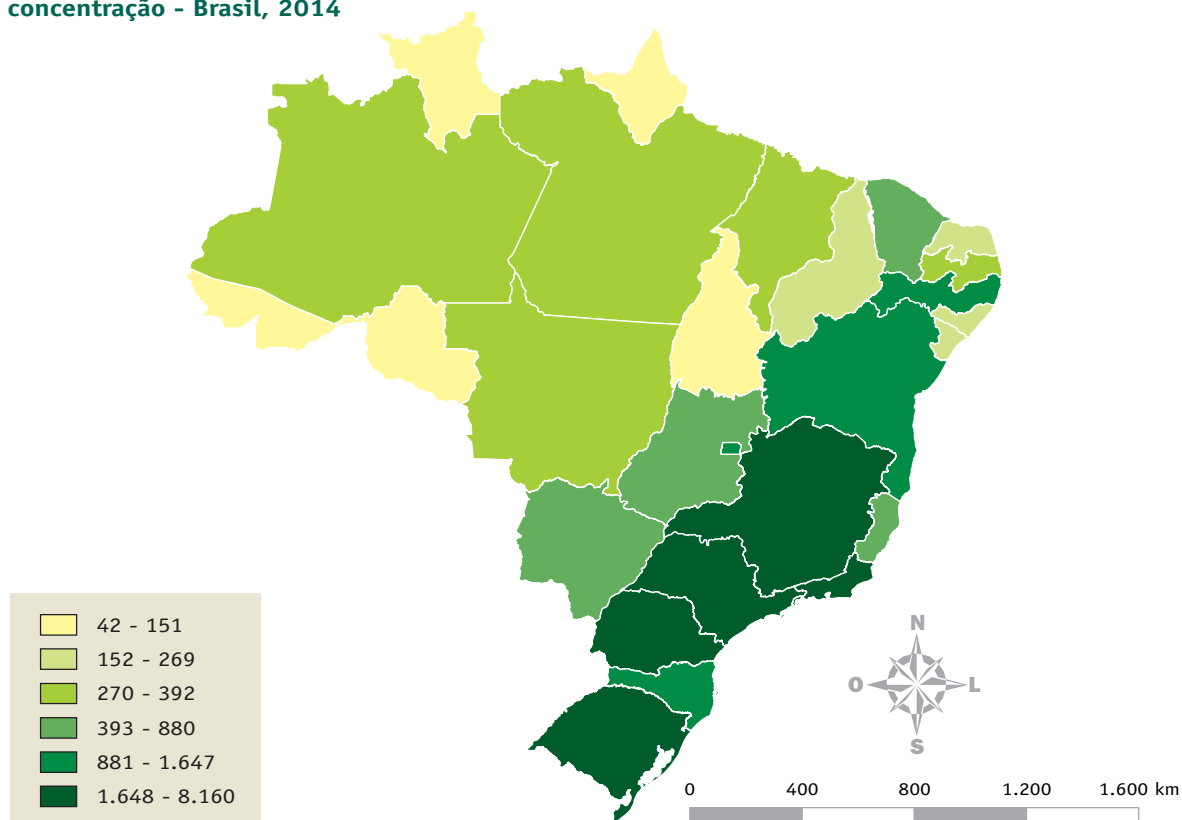 concentração - Brasil, 2014
42 - 151
152 - 269
270 - 392
393 - 880
881 - 1.647
1.648 - 8.160
N
O
L
S
0 400 800 1.200 1.600 km